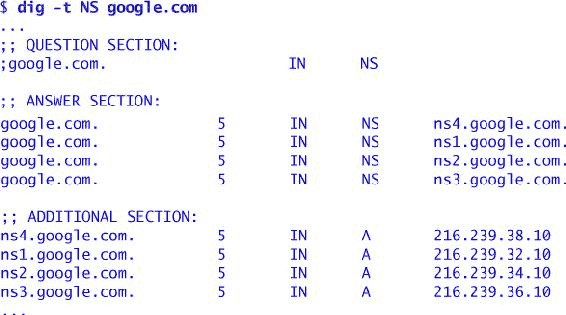 $ dig -t NS google.com
...
;; QUESTION SECTION:
;google.com. IN NS
;; ANSWER SECTION:
google.com. 5 IN NS ns4.google.com.
google.com. 5 IN NS ns1.google.com.
google.com. 5 IN NS ns2.google.com.
google.com. 5 IN NS ns3.google.com.
;; ADDITIONAL SECTION:
ns4.google.com. 5 IN A 216.239.38.10
ns1.google.com. 5 IN A 216.239.32.10
ns2.google.com. 5 IN A 216.239.34.10
ns3.google.com. 5 IN A 216.239.36.10
...